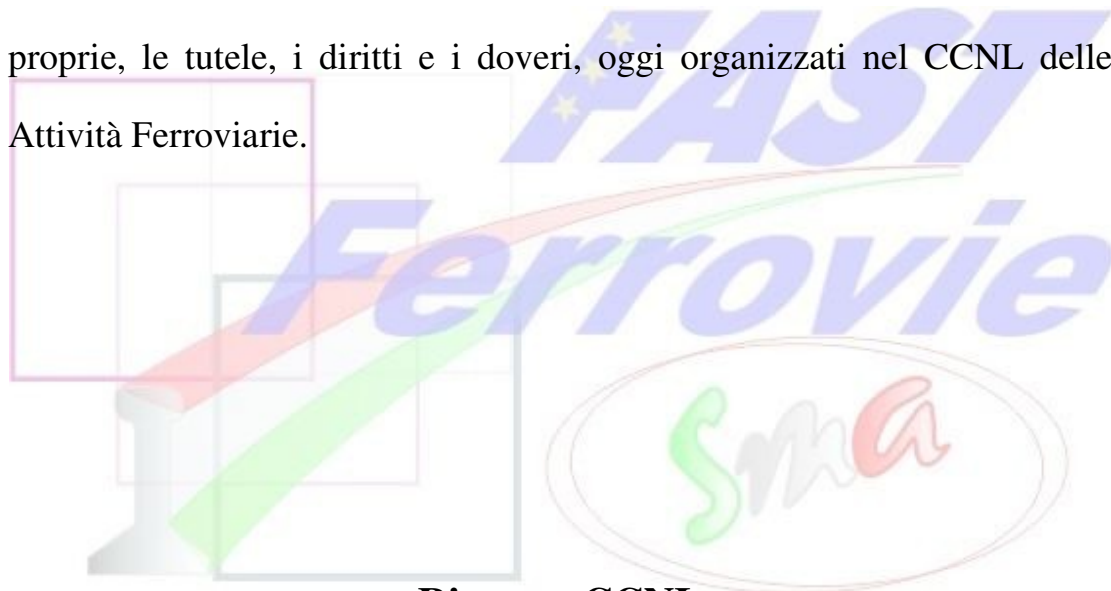 proprie, le tutele, i diritti e i doveri, oggi organizzati nel CCNL delle
Attività Ferroviarie.
FAST
Ferrovie
Sma